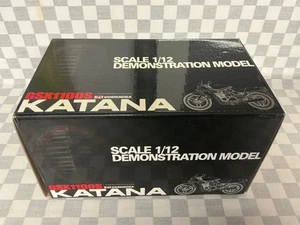 SCALE 1/12
DEMONSTRATION MODEL
GSX1100S
KATANA
SCALE 1/12
DEMONSTRATION MODEL
GSX1100S
KATANA